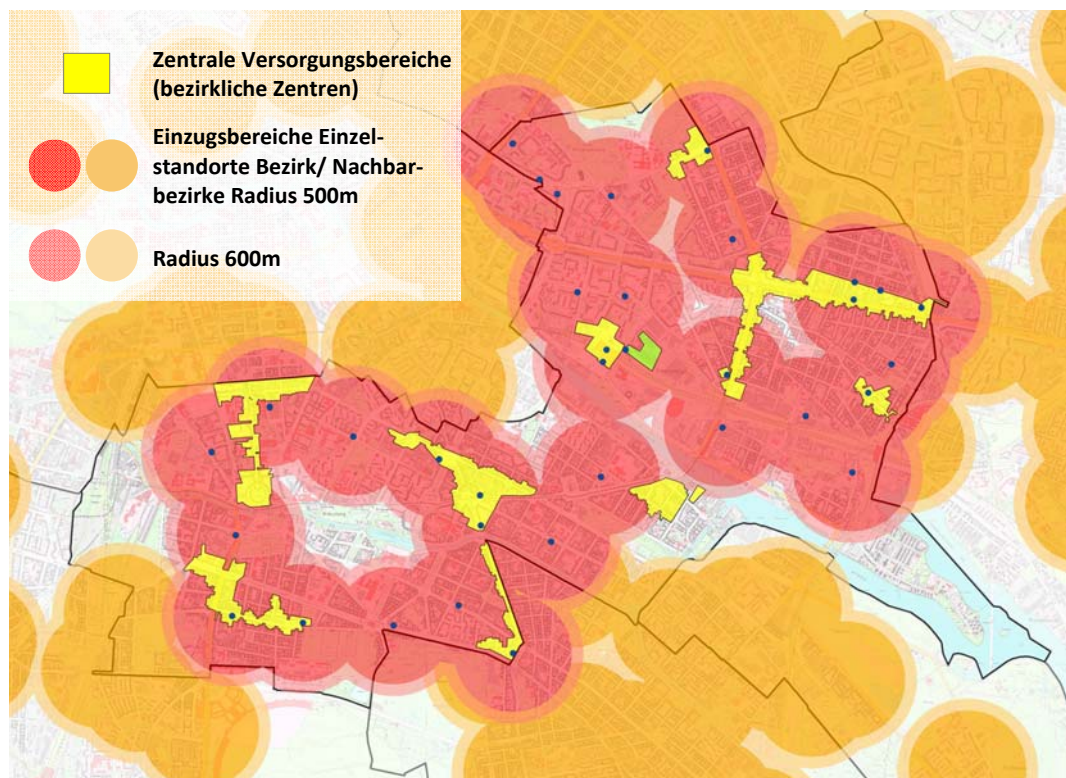 Zentrale Versorgungsbereiche
(bezirkliche Zentren)
Einzugsbereiche Einzel-
standorte Bezirk/ Nachbar-
bezirke Radius 500m
Radius 600m